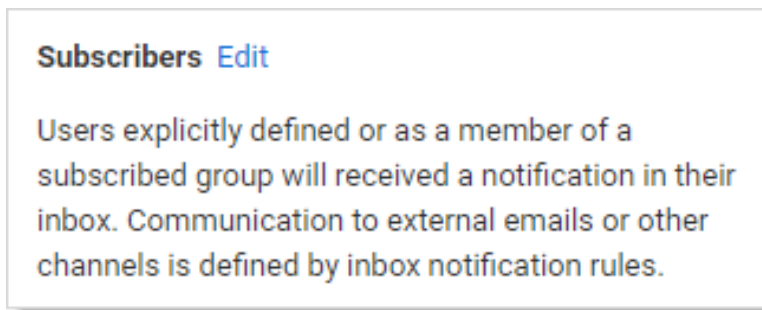 Subscribers Edit
Users explicitly defined or as a member of a
subscribed group will received a notification in their
inbox. Communication to external emails or other
channels is defined by inbox notification rules.